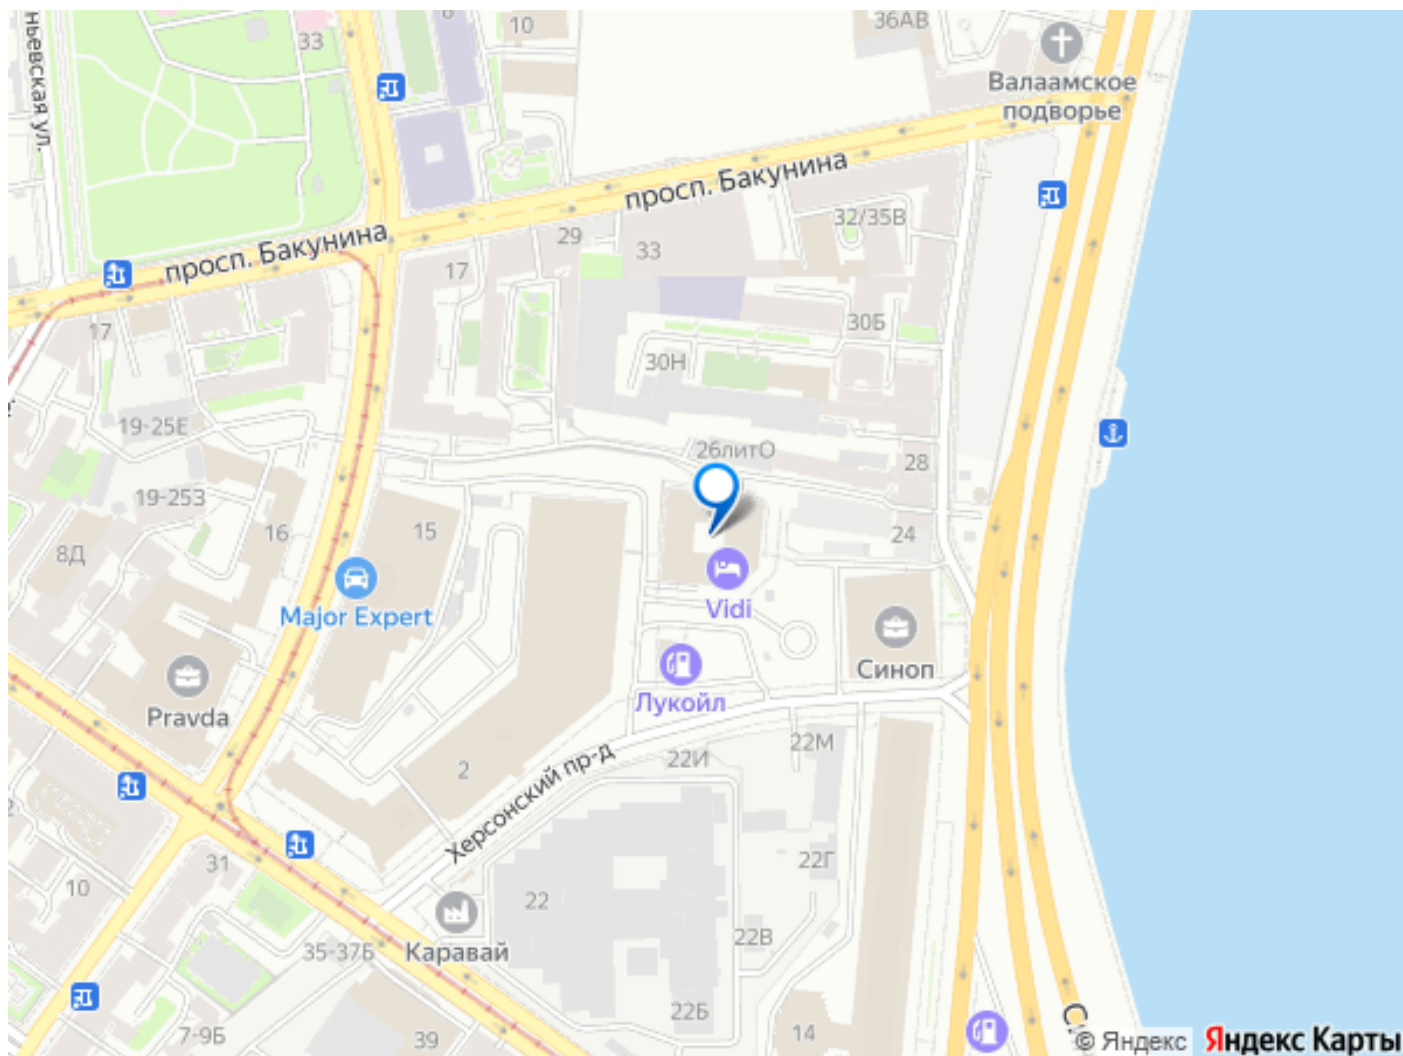 ньевская ул.
33
10
36АВ
Валаамское
подворье
просп. Бакунина
32/35В
29
33
просп. Бакунина
17
17
30Б
30Н
19-25Е
26литО
28
19-25З
16
15
24
8Д
Major Expert
Vidi
Синоп
Pravda
Лукойл
22М
22И
2
Херсонский пр-д
31
22Г
10
22
22В
35-37Б
Каравай
22Б
7-9Б
39
14
© Яндекс Яндекс Карты